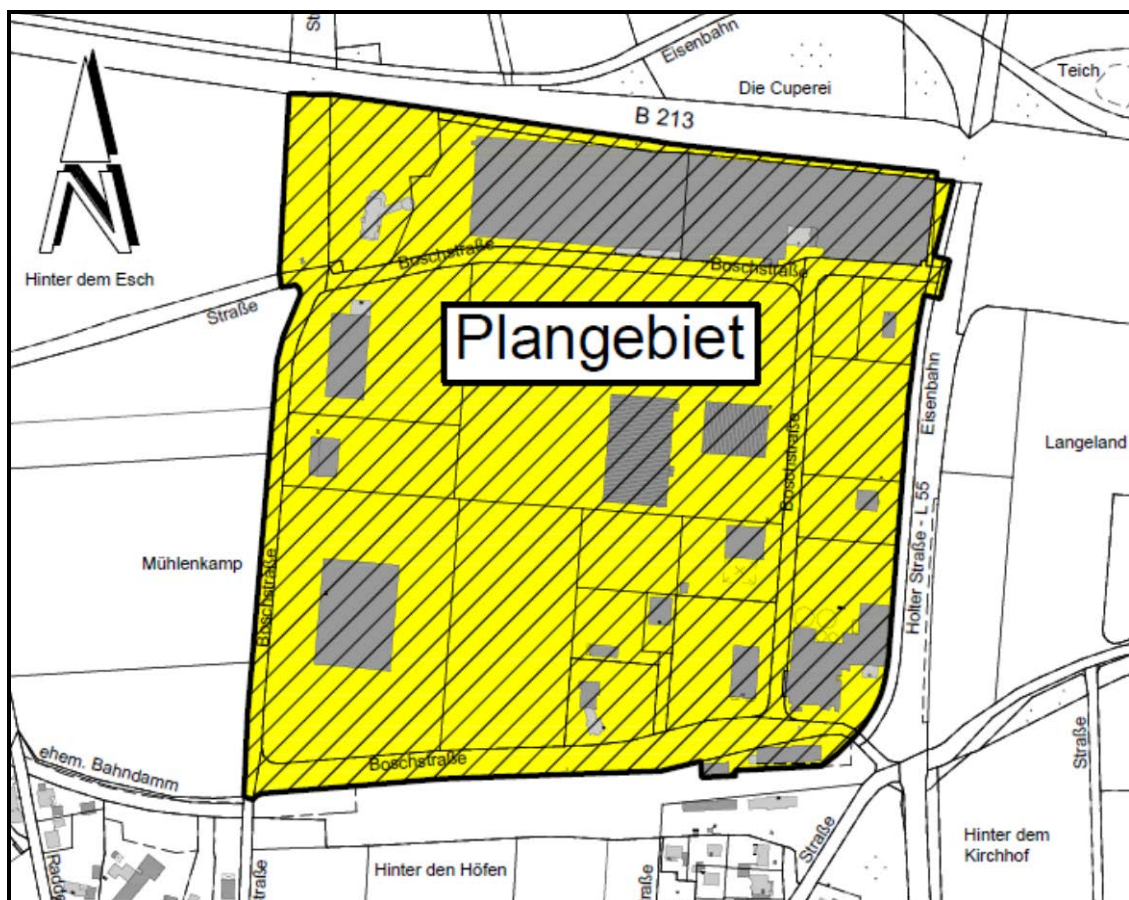 Eisenbahn
Teich
Die Cuperei
B 213
N
Hinter dem Esch
Boschstraße
Boschstraße
Straße
Plangebiet
Eisenbahn
Langeland
Boschstraße
Holter Straße - L 55
Mühlenkamp
Boschstraße
Straße
ehem. Bahndamm
Boschstraße
Straße
Hinter dem
Kirchhof
Hinter den Höfen